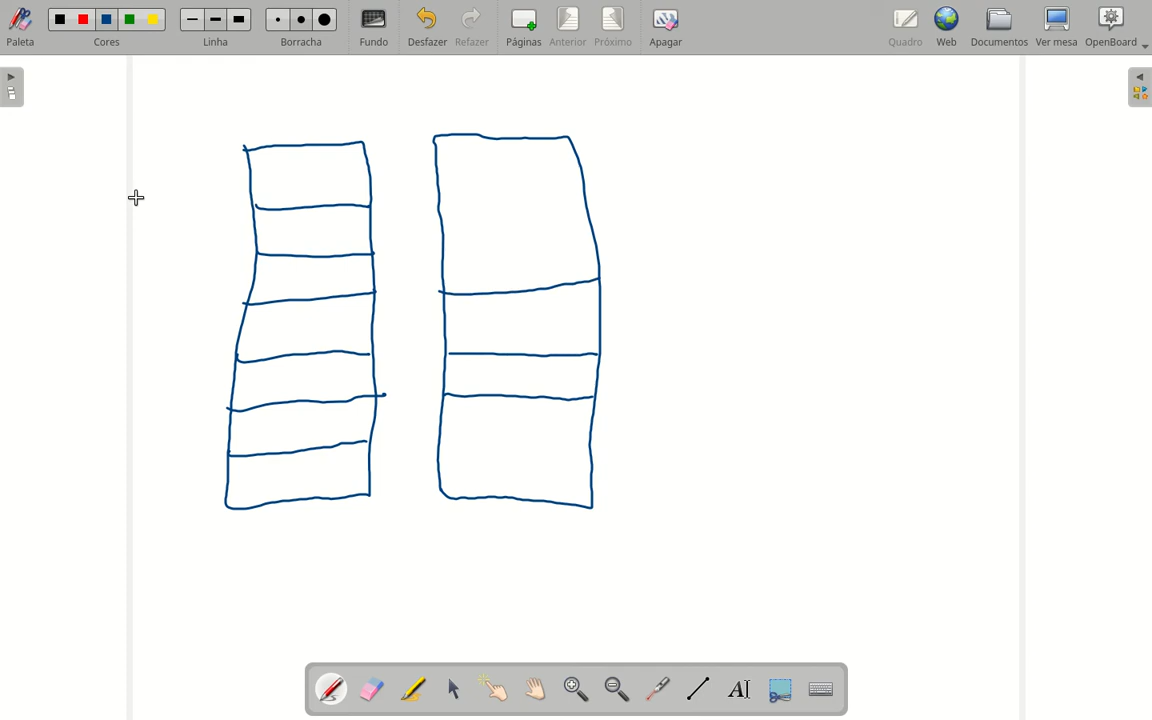 Paleta Cores Linha Borracha Fundo Desfazer Refazer Páginas Anterior Próximo Apagar Quadro Web Documentos Ver mesa OpenBoard